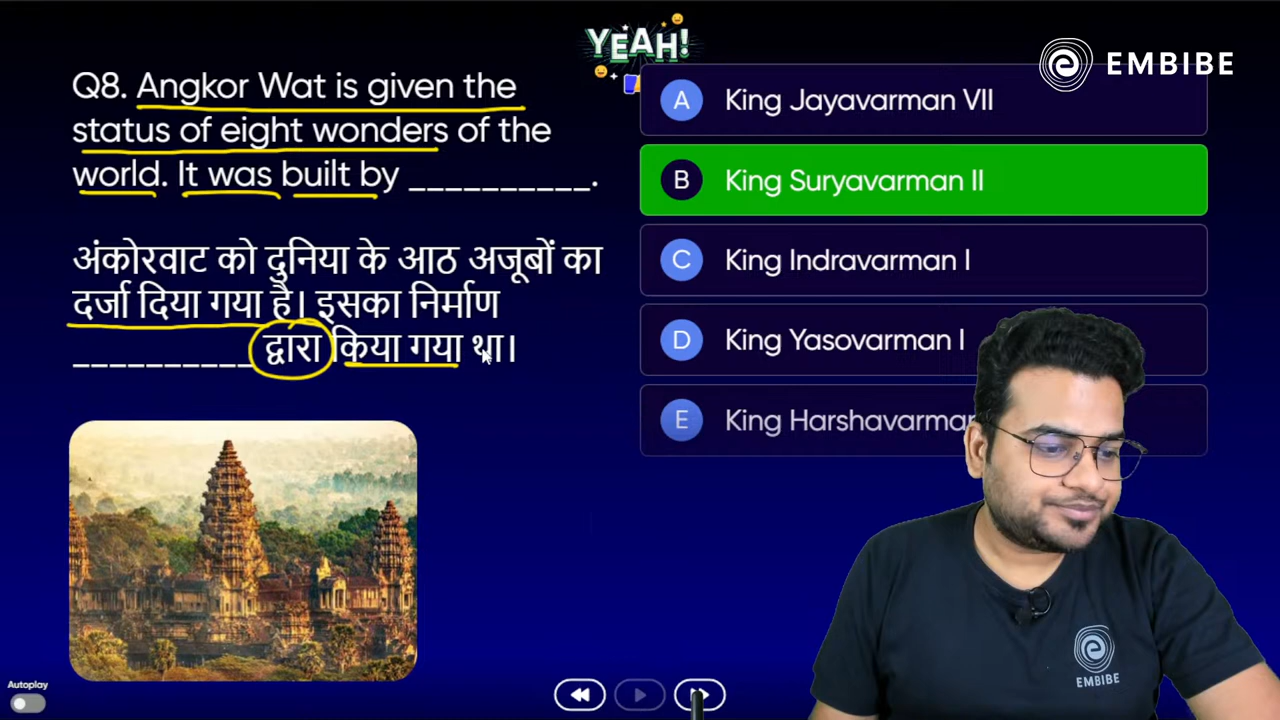 YEAH!
EMBIBE
Q8. Angkor Wat is given the
status of eight wonders of the
world. It was built by __________.
अंकोरवाट को दुनिया के आठ अजूबों का
दर्जा दिया गया है। इसका निर्माण
__________ द्वारा किया गया था।
A King Jayavarman VII
B King Suryavarman II
C King Indravarman I
D King Yasovarman I
E King
EMBIBE
Autoplay